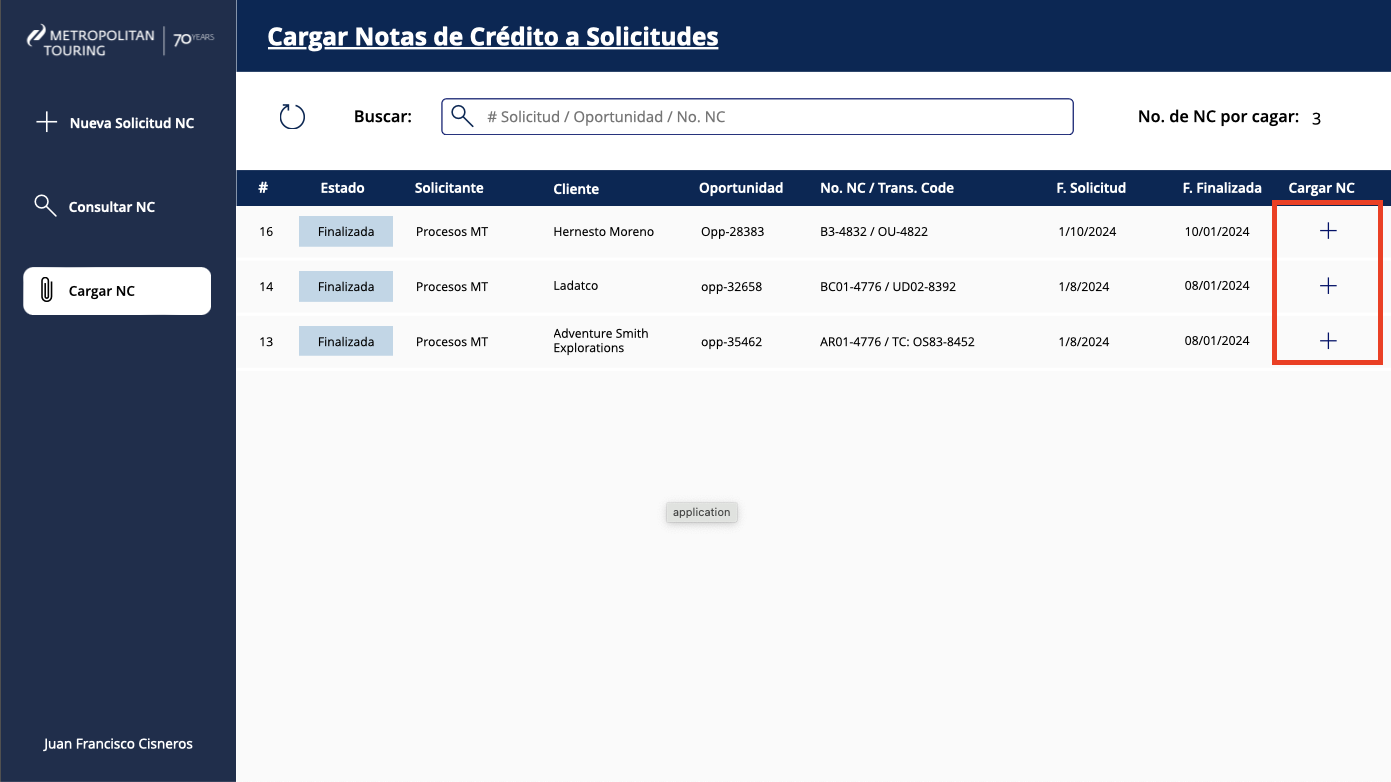 METROPOLITAN TOURING | 70 YEARS
Cargar Notas de Crédito a Solicitudes
Nueva Solicitud NC
Consultar NC
Cargar NC
Buscar: # Solicitud / Oportunidad / No. NC No. de NC por cagar: 3
# Estado Solicitante Cliente Oportunidad No. NC / Trans. Code F. Solicitud F. Finalizada Cargar NC
16 Finalizada Procesos MT Hernesto Moreno Opp-28383 B3-4832 / OU-4822 1/10/2024 10/01/2024
14 Finalizada Procesos MT Ladatco opp-32658 BC01-4776 / UD02-8392 1/8/2024 08/01/2024
13 Finalizada Procesos MT Adventure Smith Explorations opp-35462 AR01-4776 / TC: OS83-8452 1/8/2024 08/01/2024
application
Juan Francisco Cisneros